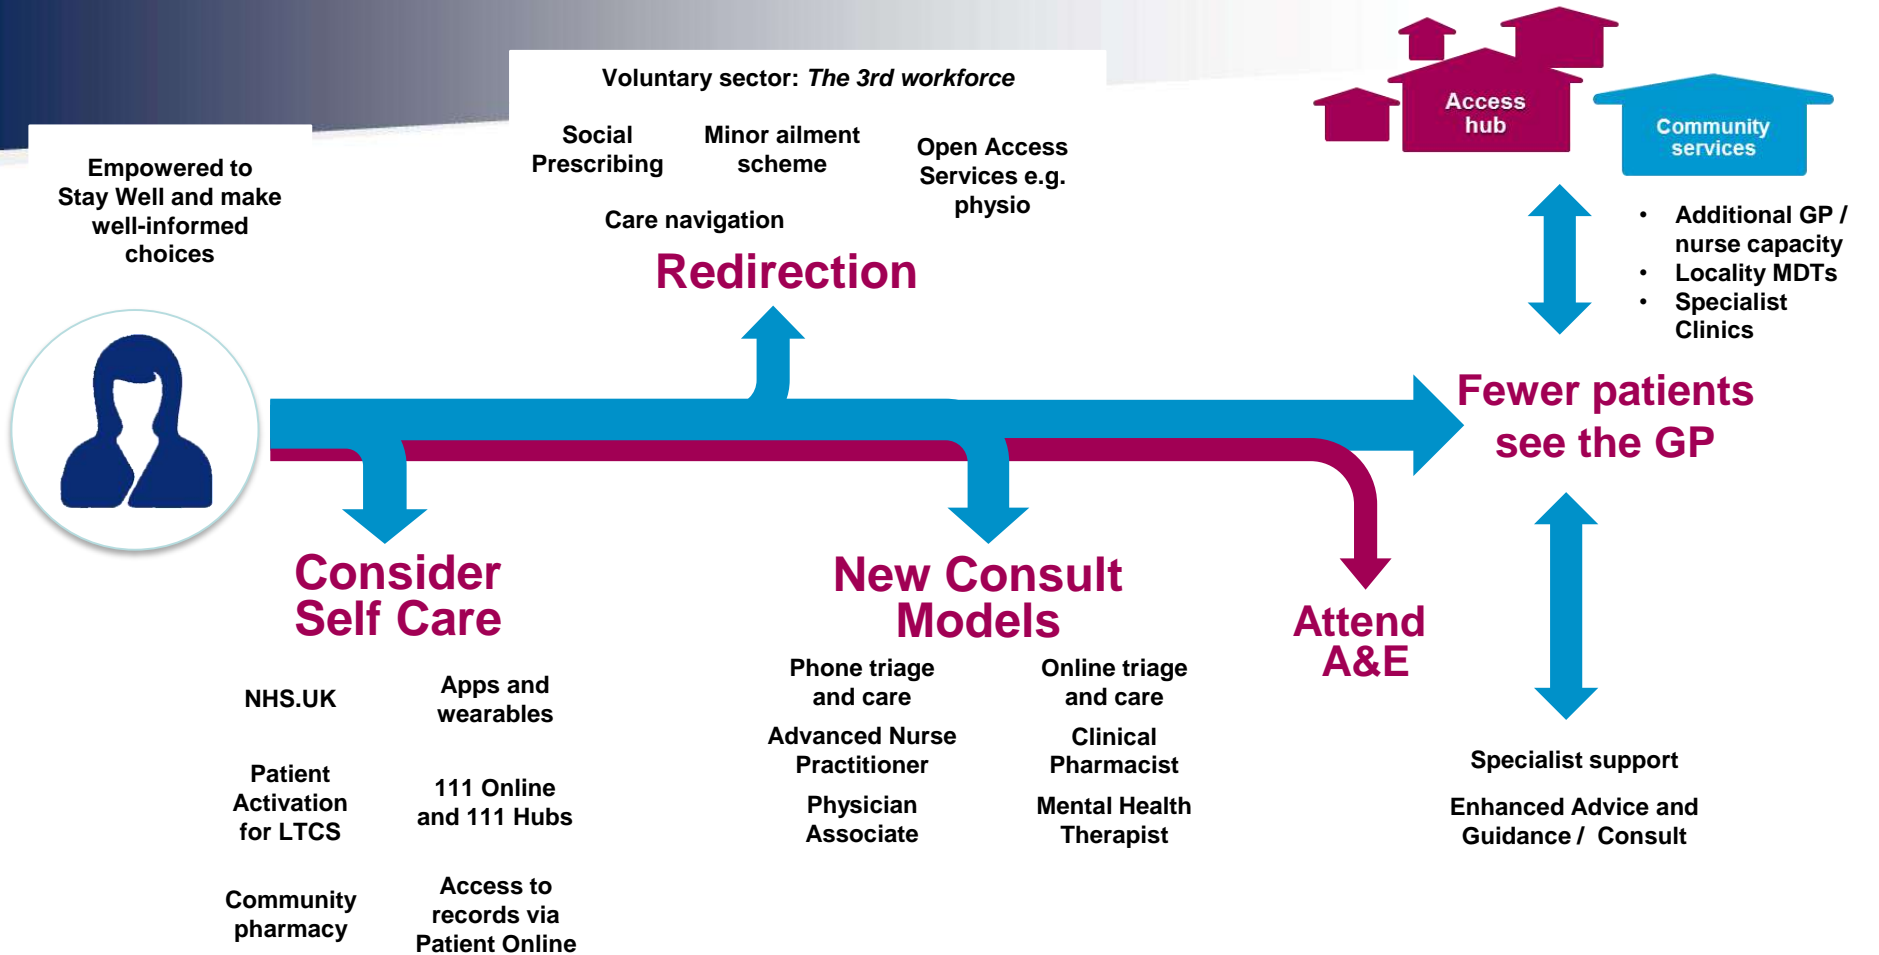 Voluntary sector: The 3rd workforce
Social
Prescribing
Minor ailment
scheme
Open Access
Services e.g.
physio
Care navigation
Redirection
Empowered to
Stay Well and make
well-informed
choices
Access
hub
Community
services
• Additional GP /
nurse capacity
• Locality MDTs
• Specialist
Clinics
Fewer patients
see the GP
Consider
Self Care
NHS.UK
Apps and
wearables
Patient
Activation
for LTCS
111 Online
and 111 Hubs
Community
pharmacy
Access to
records via
Patient Online
New Consult
Models
Phone triage
and care
Online triage
and care
Advanced Nurse
Practitioner
Clinical
Pharmacist
Physician
Associate
Mental Health
Therapist
Attend
A&E
Specialist support
Enhanced Advice and
Guidance / Consult